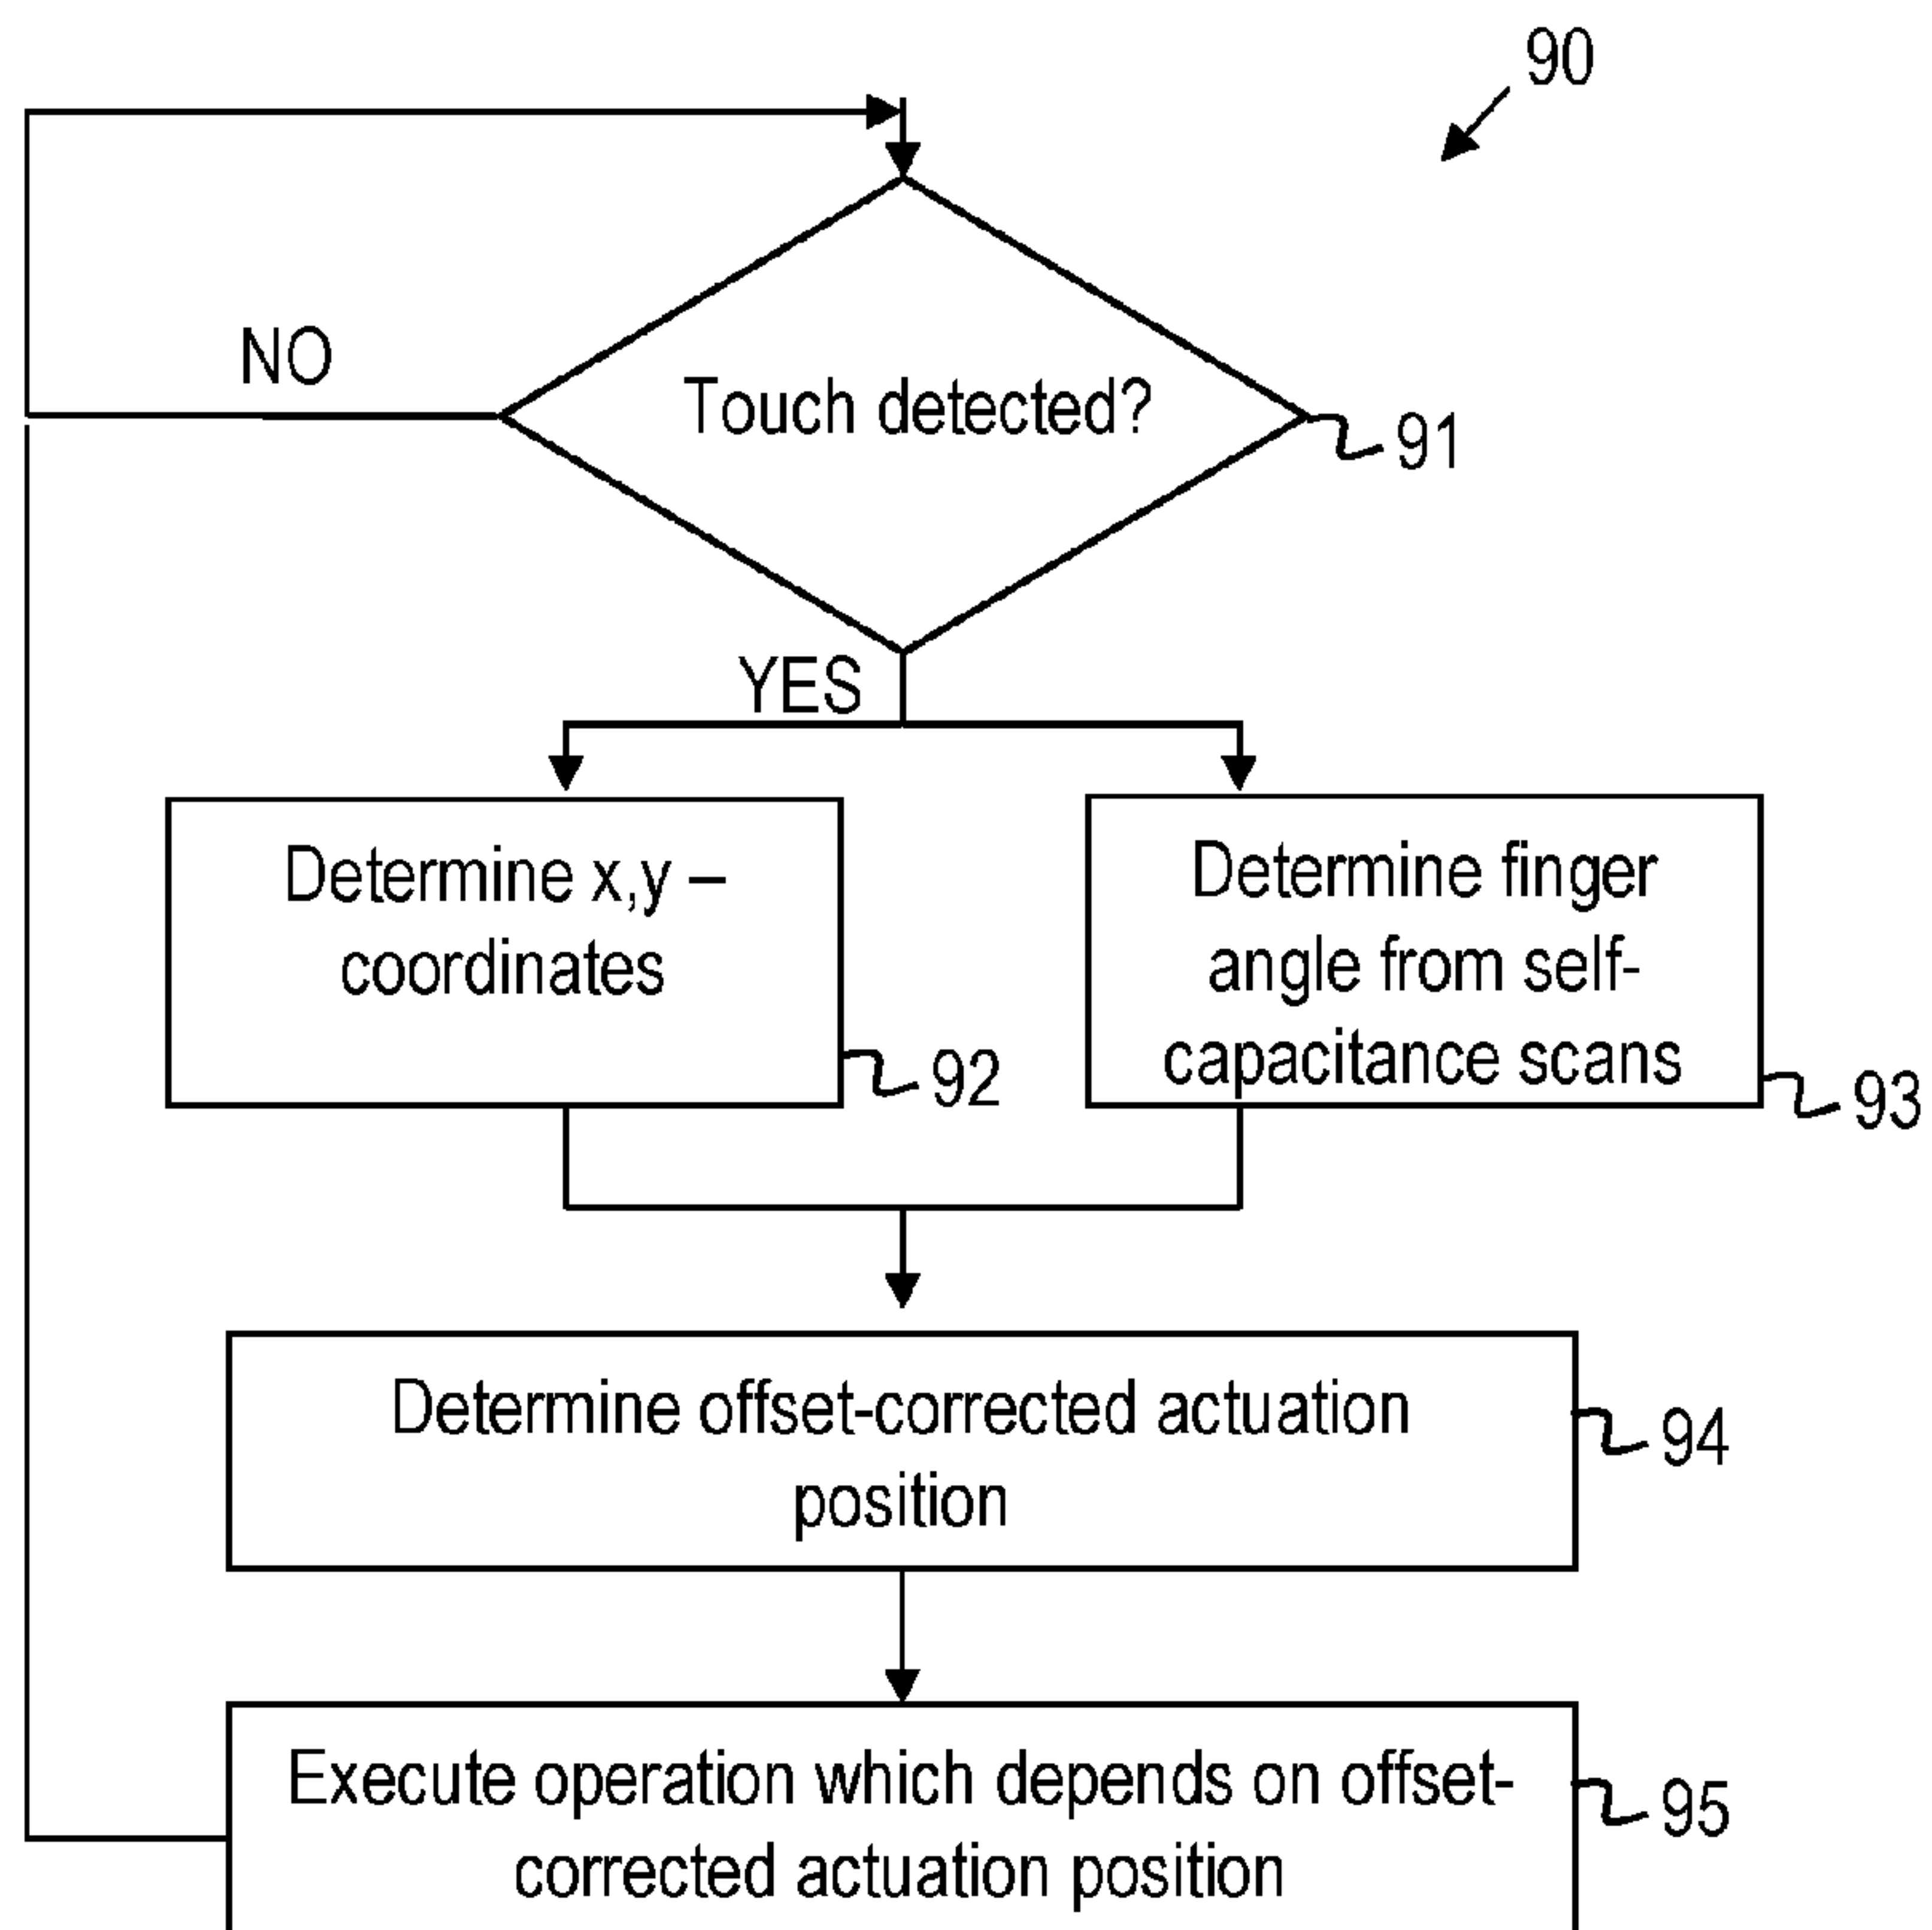 90
NO
Touch detected?
91
YES
Determine x,y –
coordinates
92
Determine finger
angle from self-
capacitance scans
93
Determine offset-corrected actuation
position
94
Execute operation which depends on offset-
corrected actuation position
95